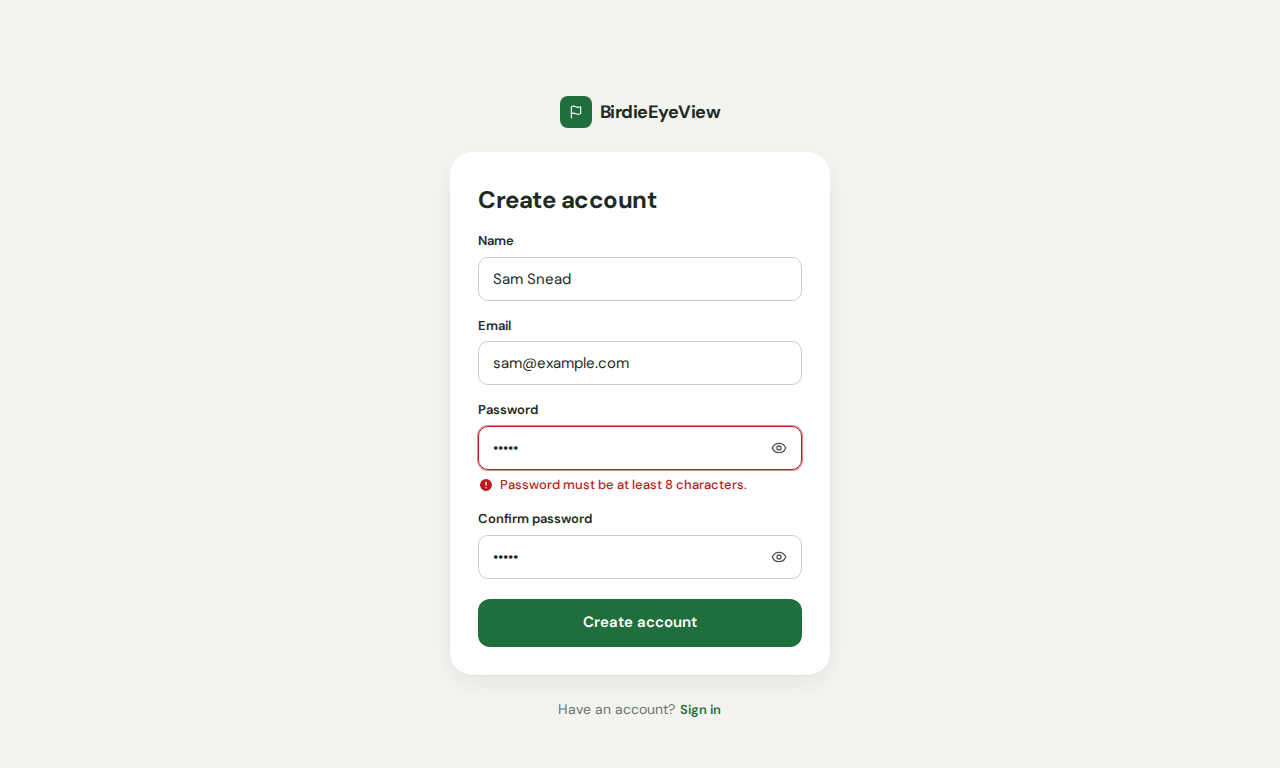 BirdieEyeView
Create account
Name
Sam Snead
Email
sam@example.com
Password
•••••
Password must be at least 8 characters.
Confirm password
•••••
Create account
Have an account? Sign in